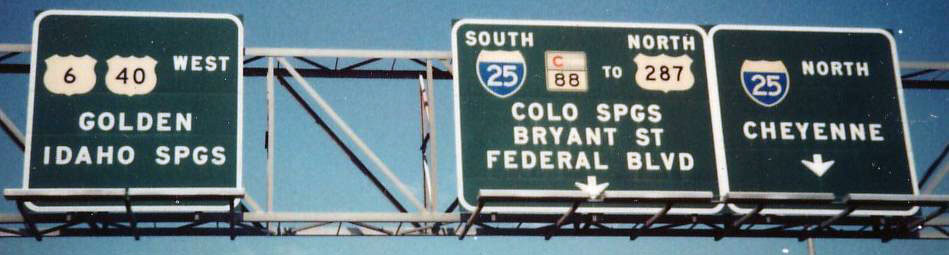 6 40 WEST
GOLDEN
IDAHO SPGS
SOUTH NORTH
25 C 88 TO 287
COLO SPGS
BRYANT ST
FEDERAL BLVD
25 NORTH
CHEYENNE